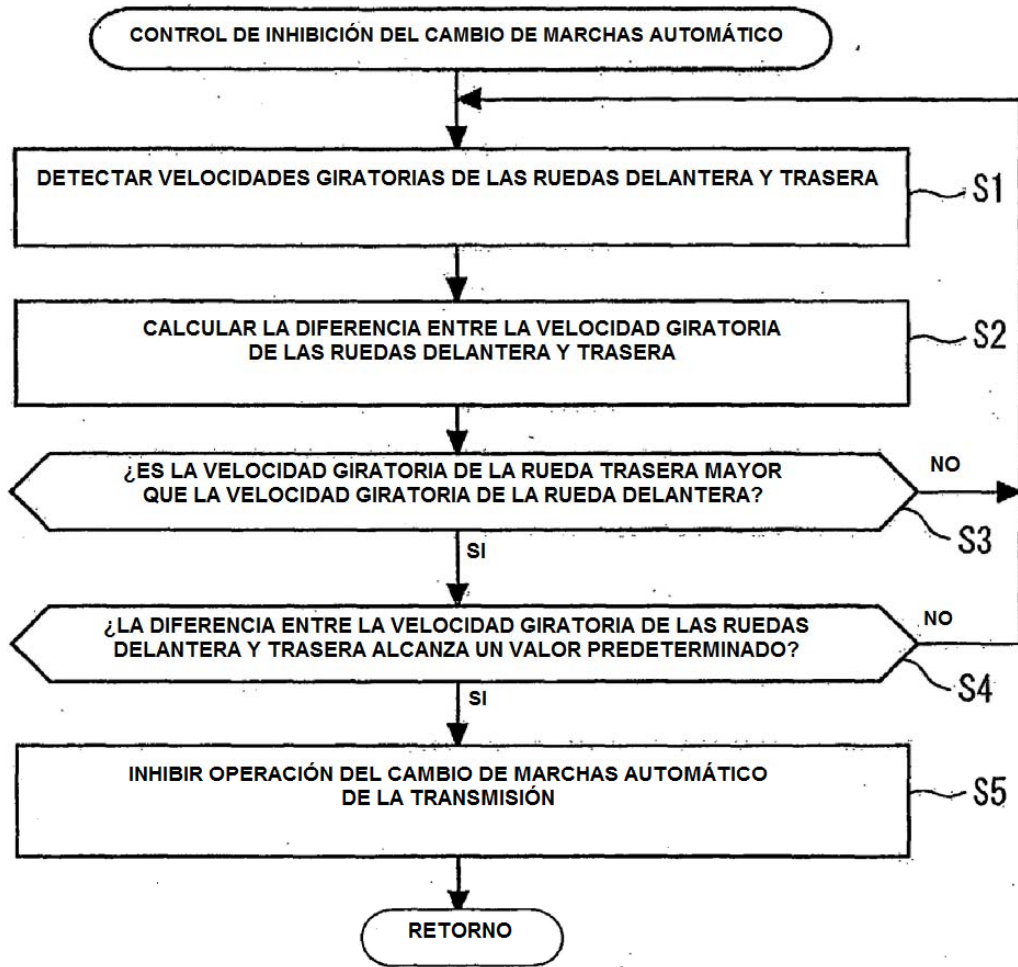 CONTROL DE INHIBICIÓN DEL CAMBIO DE MARCHAS AUTOMÁTICO
DETECTAR VELOCIDADES GIRATORIAS DE LAS RUEDAS DELANTERA Y TRASERA
S1
CALCULAR LA DIFERENCIA ENTRE LA VELOCIDAD GIRATORIA
DE LAS RUEDAS DELANTERA Y TRASERA
S2
¿ES LA VELOCIDAD GIRATORIA DE LA RUEDA TRASERA MAYOR
QUE LA VELOCIDAD GIRATORIA DE LA RUEDA DELANTERA?
NO
S3
SI
¿LA DIFERENCIA ENTRE LA VELOCIDAD GIRATORIA DE LAS RUEDAS
DELANTERA Y TRASERA ALCANZA UN VALOR PREDETERMINADO?
NO
S4
SI
INHIBIR OPERACIÓN DEL CAMBIO DE MARCHAS AUTOMÁTICO
DE LA TRANSMISIÓN
S5
RETORNO